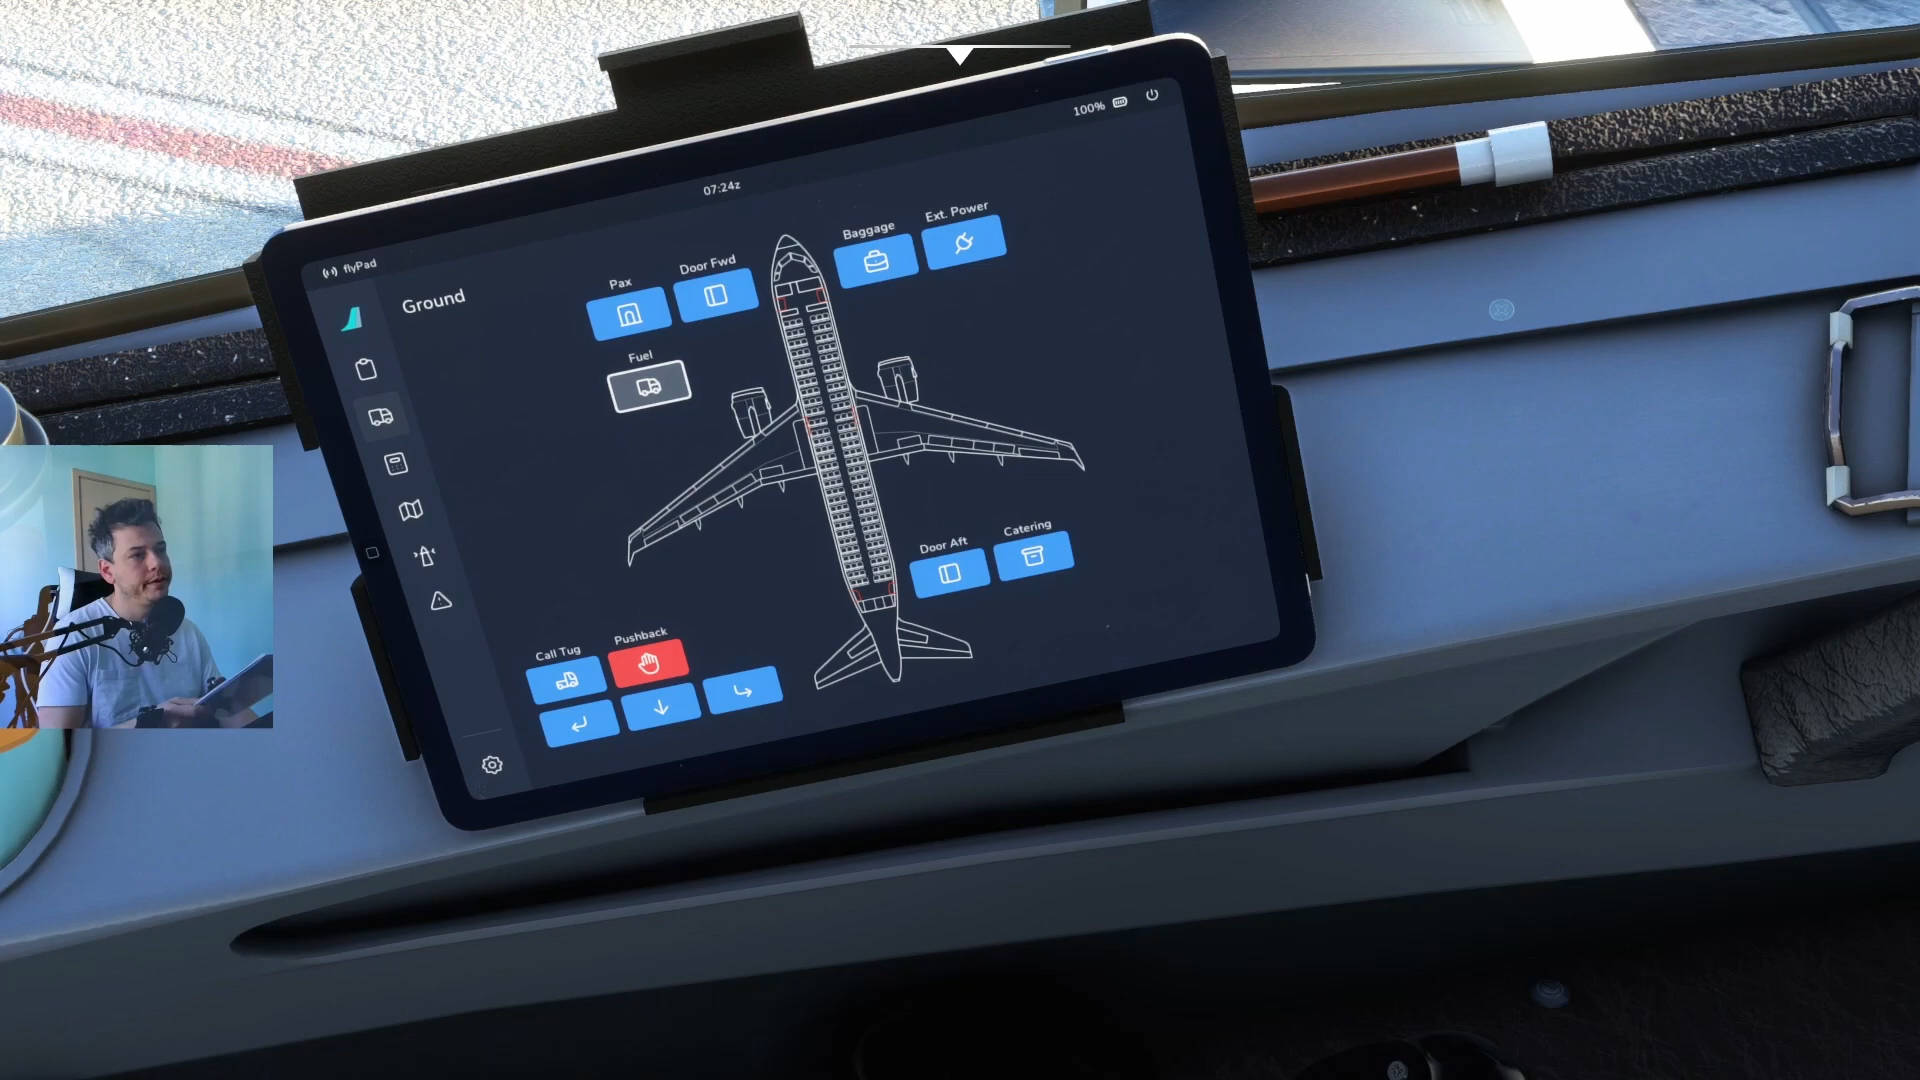 100%
07:24z
flyPad
Ground
Pax
Door Fwd
Baggage
Ext. Power
Fuel
Door Aft
Catering
Call Tug
Pushback